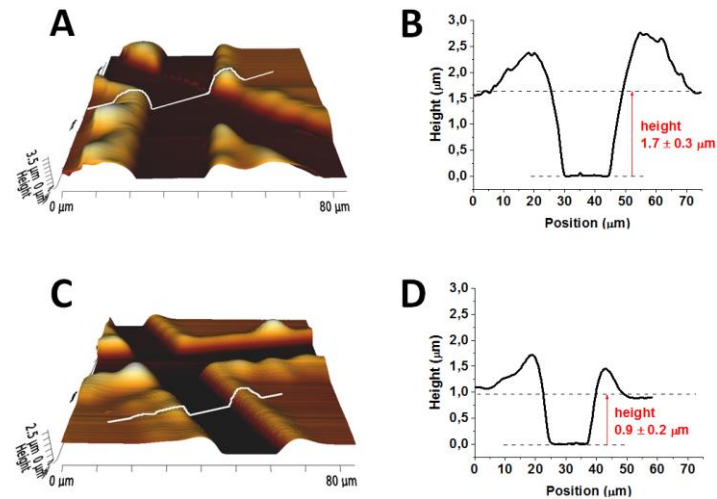 A
3.5 µm
0 µm
Height
0 µm
80 µm
B
Height (µm)
3,0
2,5
2,0
1,5
1,0
0,5
0,0
height
1.7 ± 0.3 µm
0 10 20 30 40 50 60 70
Position (µm)
C
2.5 µm
0 µm
Height
0 µm
80 µm
D
Height (µm)
3,0
2,5
2,0
1,5
1,0
0,5
0,0
height
0.9 ± 0.2 µm
0 10 20 30 40 50 60 70
Position (µm)